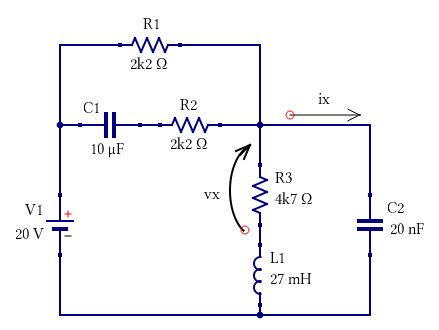 R1
2k2 Ω
ix
C1
R2
10 µF
2k2 Ω
R3
4k7 Ω
vx
V1
20 V
+
−
C2
20 nF
L1
27 mH